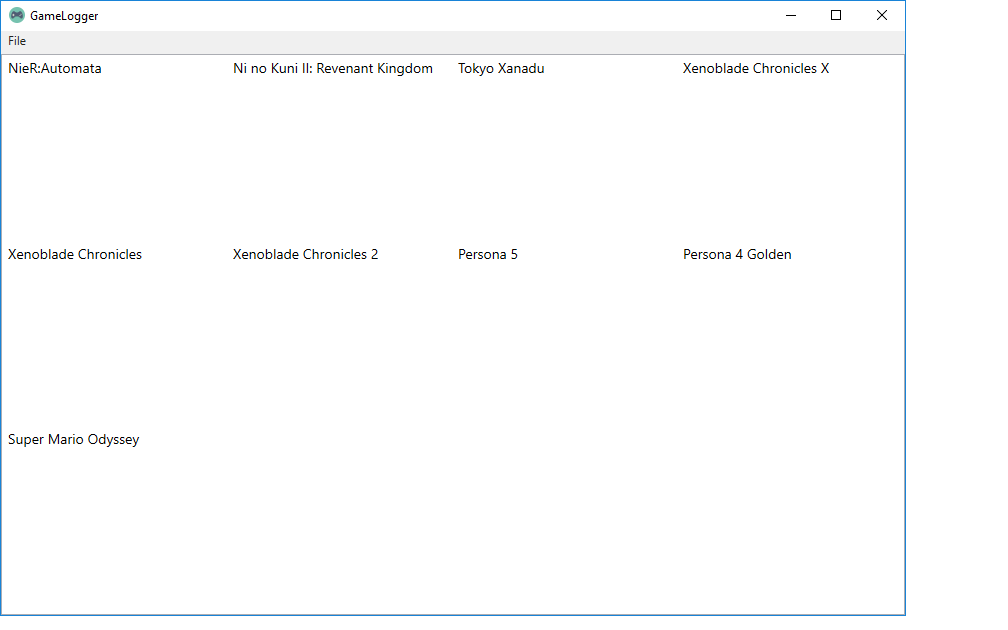 GameLogger
File
NieR:Automata
Ni no Kuni II: Revenant Kingdom
Tokyo Xanadu
Xenoblade Chronicles X
Xenoblade Chronicles
Xenoblade Chronicles 2
Persona 5
Persona 4 Golden
Super Mario Odyssey